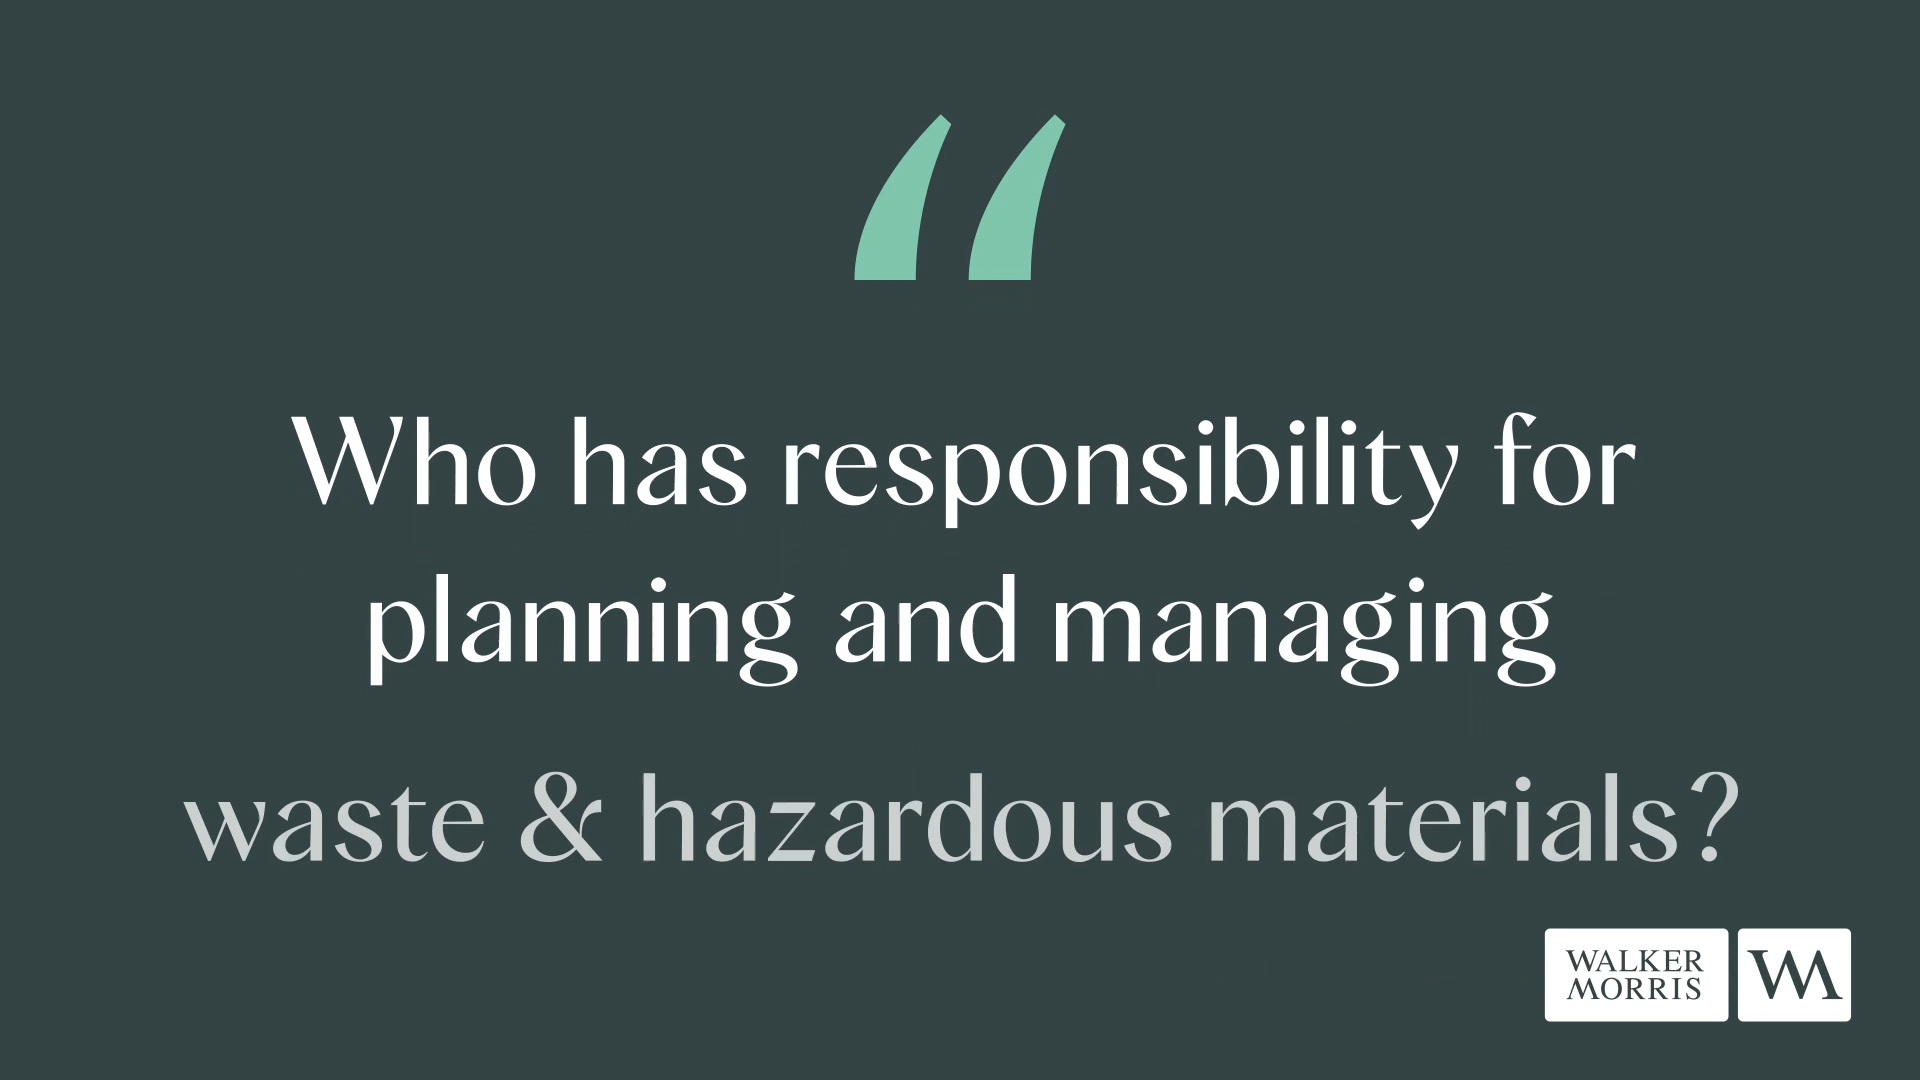 “
Who has responsibility for
planning and managing
waste & hazardous materials?
WALKER
MORRIS
WM